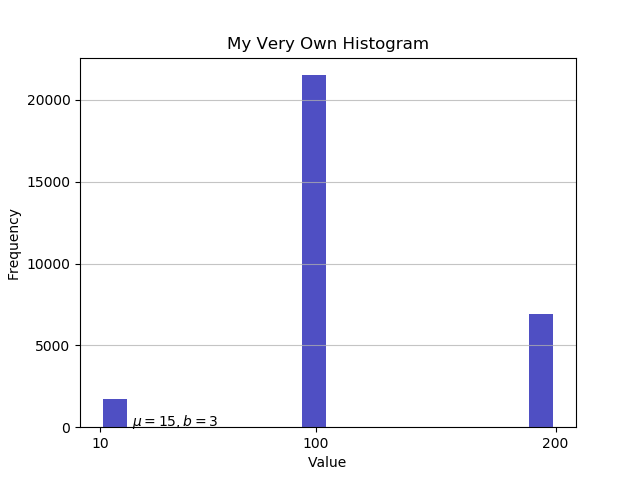 My Very Own Histogram
20000
15000
10000
5000
0
Frequency
μ = 15, b = 3
10 100 200
Value